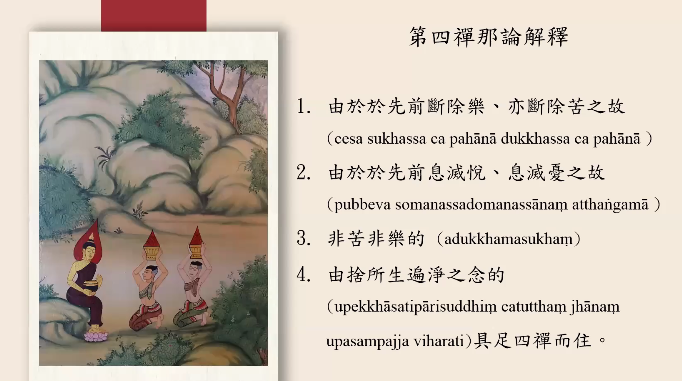 第四禪那論解釋
1. 由於於先前斷除樂、亦斷除苦之故
(cesa sukhassa ca pahānā dukkhassa ca pahānā )
2. 由於於先前息滅悅、息滅憂之故
(pubbeva somanassadomanassānaṃ atthaṅgamā )
3. 非苦非樂的 (adukkhamasukhaṃ)
4. 由捨所生遍淨之念的
(upekkhāsatipārisuddhiṃ catutthaṃ jhānaṃ
upasampajja viharati)具足四禪而住。